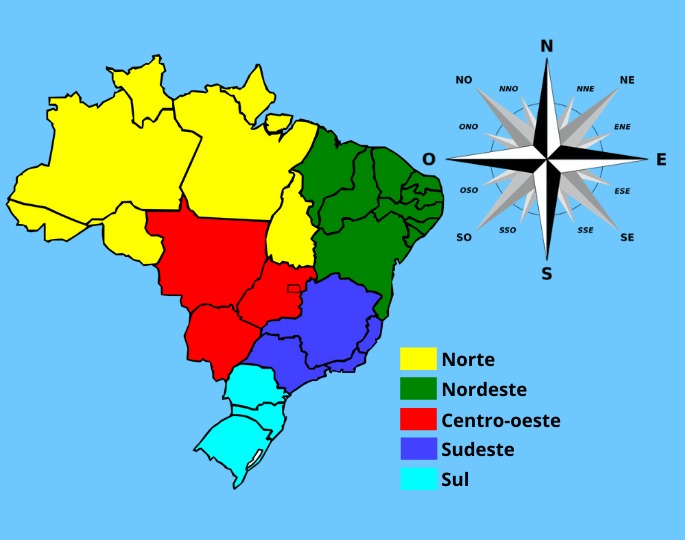 N
NO
NNO
NNE
NE
ONO
ENE
O
E
OSO
ESE
SO
SSO
SSE
SE
S
Norte
Nordeste
Centro-oeste
Sudeste
Sul